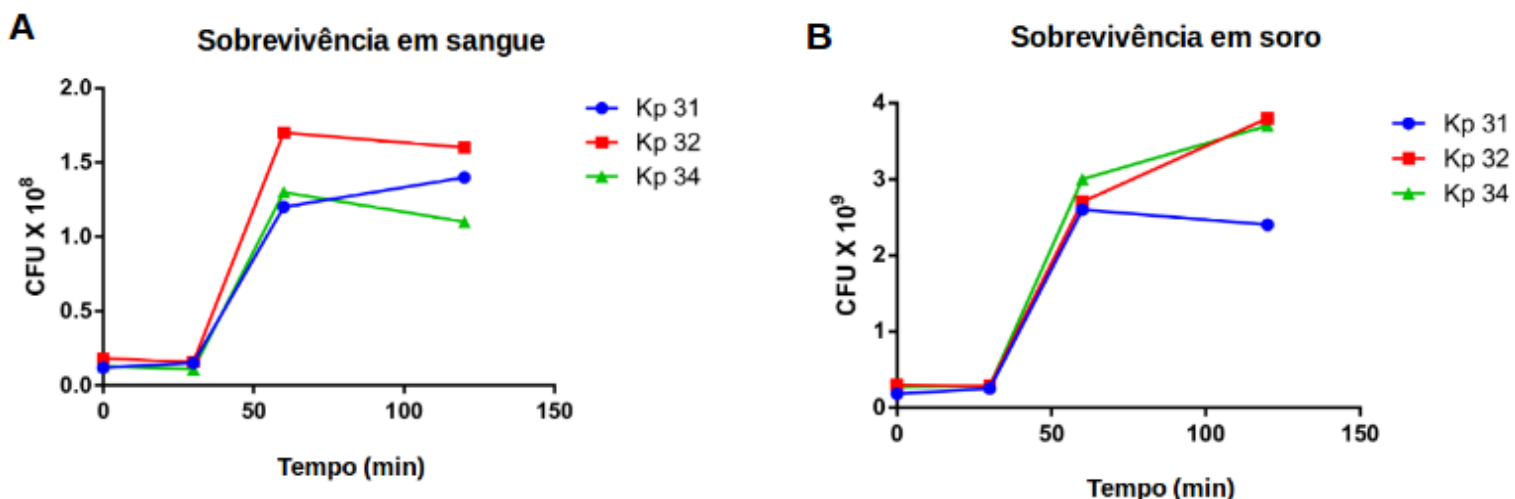 A
Sobrevivência em sangue
CFU X 10⁸
2.0
1.5
1.0
0.5
0.0
0
50
100
150
Tempo (min)
Kp 31
Kp 32
Kp 34
B
Sobrevivência em soro
CFU X 10⁹
4
3
2
1
0
0
50
100
150
Tempo (min)
Kp 31
Kp 32
Kp 34